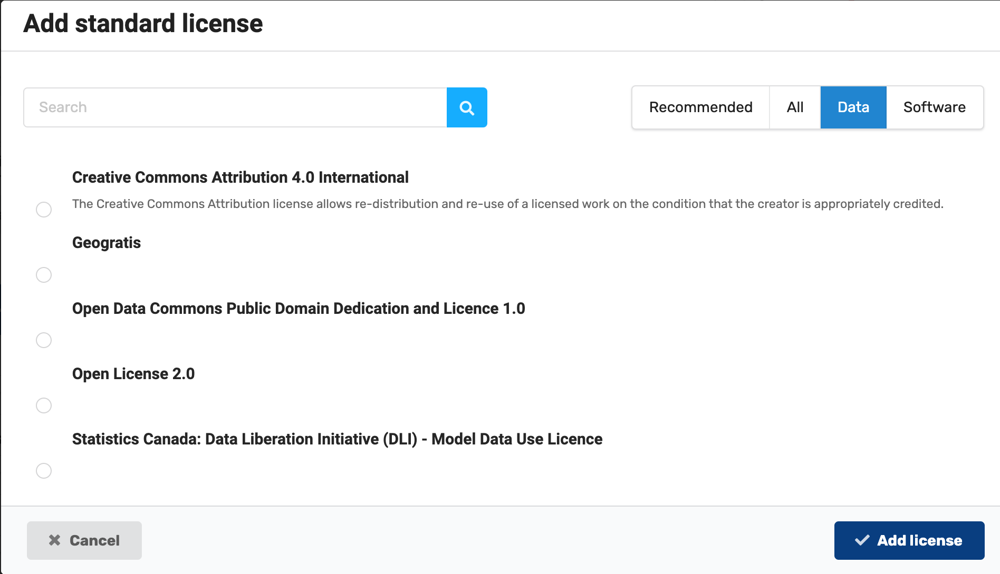 Add standard license
Search
Recommended All Data Software
Creative Commons Attribution 4.0 International
The Creative Commons Attribution license allows re-distribution and re-use of a licensed work on the condition that the creator is appropriately credited.
Geogratis
Open Data Commons Public Domain Dedication and Licence 1.0
Open License 2.0
Statistics Canada: Data Liberation Initiative (DLI) - Model Data Use Licence
Cancel
Add license